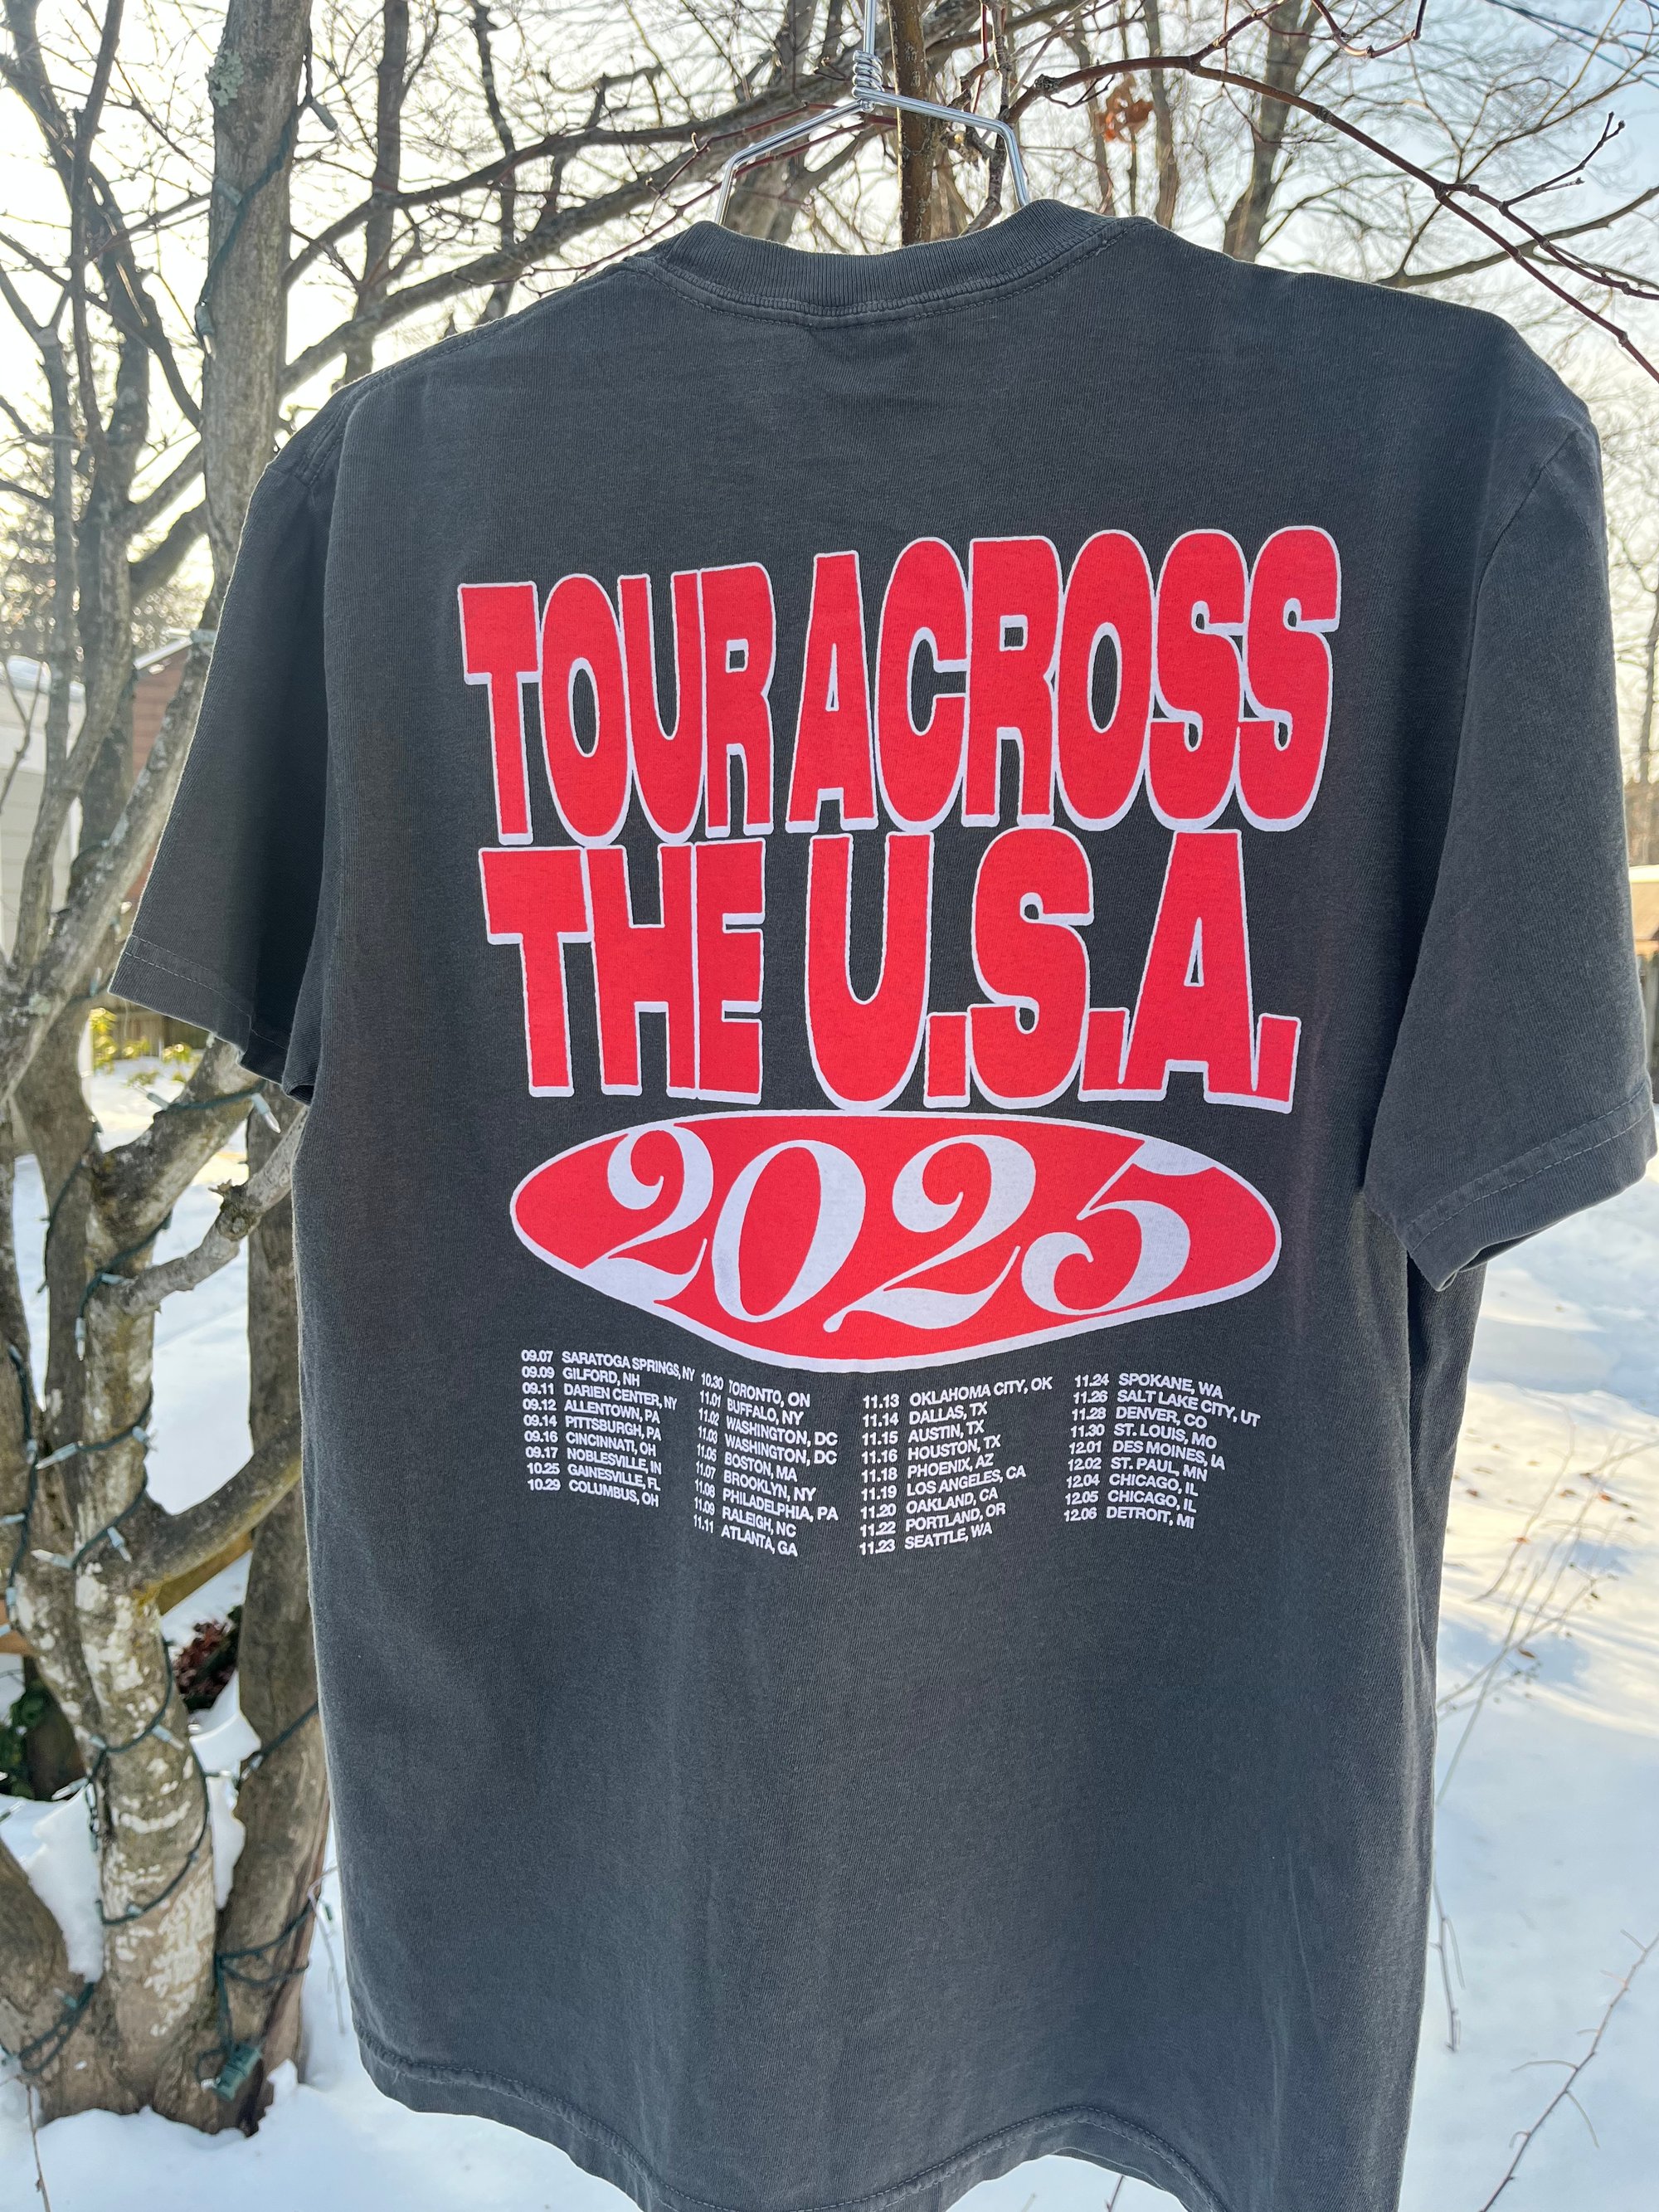 TOUR ACROSS
THE U.S.A.
2025
09.07 SARATOGA SPRINGS, NY
09.09 GILFORD, NH
09.11 DARIEN CENTER, NY
09.12 ALLENTOWN, PA
09.14 PITTSBURGH, PA
09.16 CINCINNATI, OH
09.17 NOBLESVILLE, IN
10.25 GAINESVILLE, FL
10.29 COLUMBUS, OH
10.30 TORONTO, ON
11.01 BUFFALO, NY
11.02 WASHINGTON, DC
11.03 WASHINGTON, DC
11.05 BOSTON, MA
11.07 BROOKLYN, NY
11.08 PHILADELPHIA, PA
11.09 RALEIGH, NC
11.11 ATLANTA, GA
11.13 OKLAHOMA CITY, OK
11.14 DALLAS, TX
11.15 AUSTIN, TX
11.16 HOUSTON, TX
11.18 PHOENIX, AZ
11.19 LOS ANGELES, CA
11.20 OAKLAND, CA
11.22 PORTLAND, OR
11.23 SEATTLE, WA
11.24 SPOKANE, WA
11.26 SALT LAKE CITY, UT
11.28 DENVER, CO
11.30 ST. LOUIS, MO
12.01 DES MOINES, IA
12.02 ST. PAUL, MN
12.04 CHICAGO, IL
12.05 CHICAGO, IL
12.06 DETROIT, MI